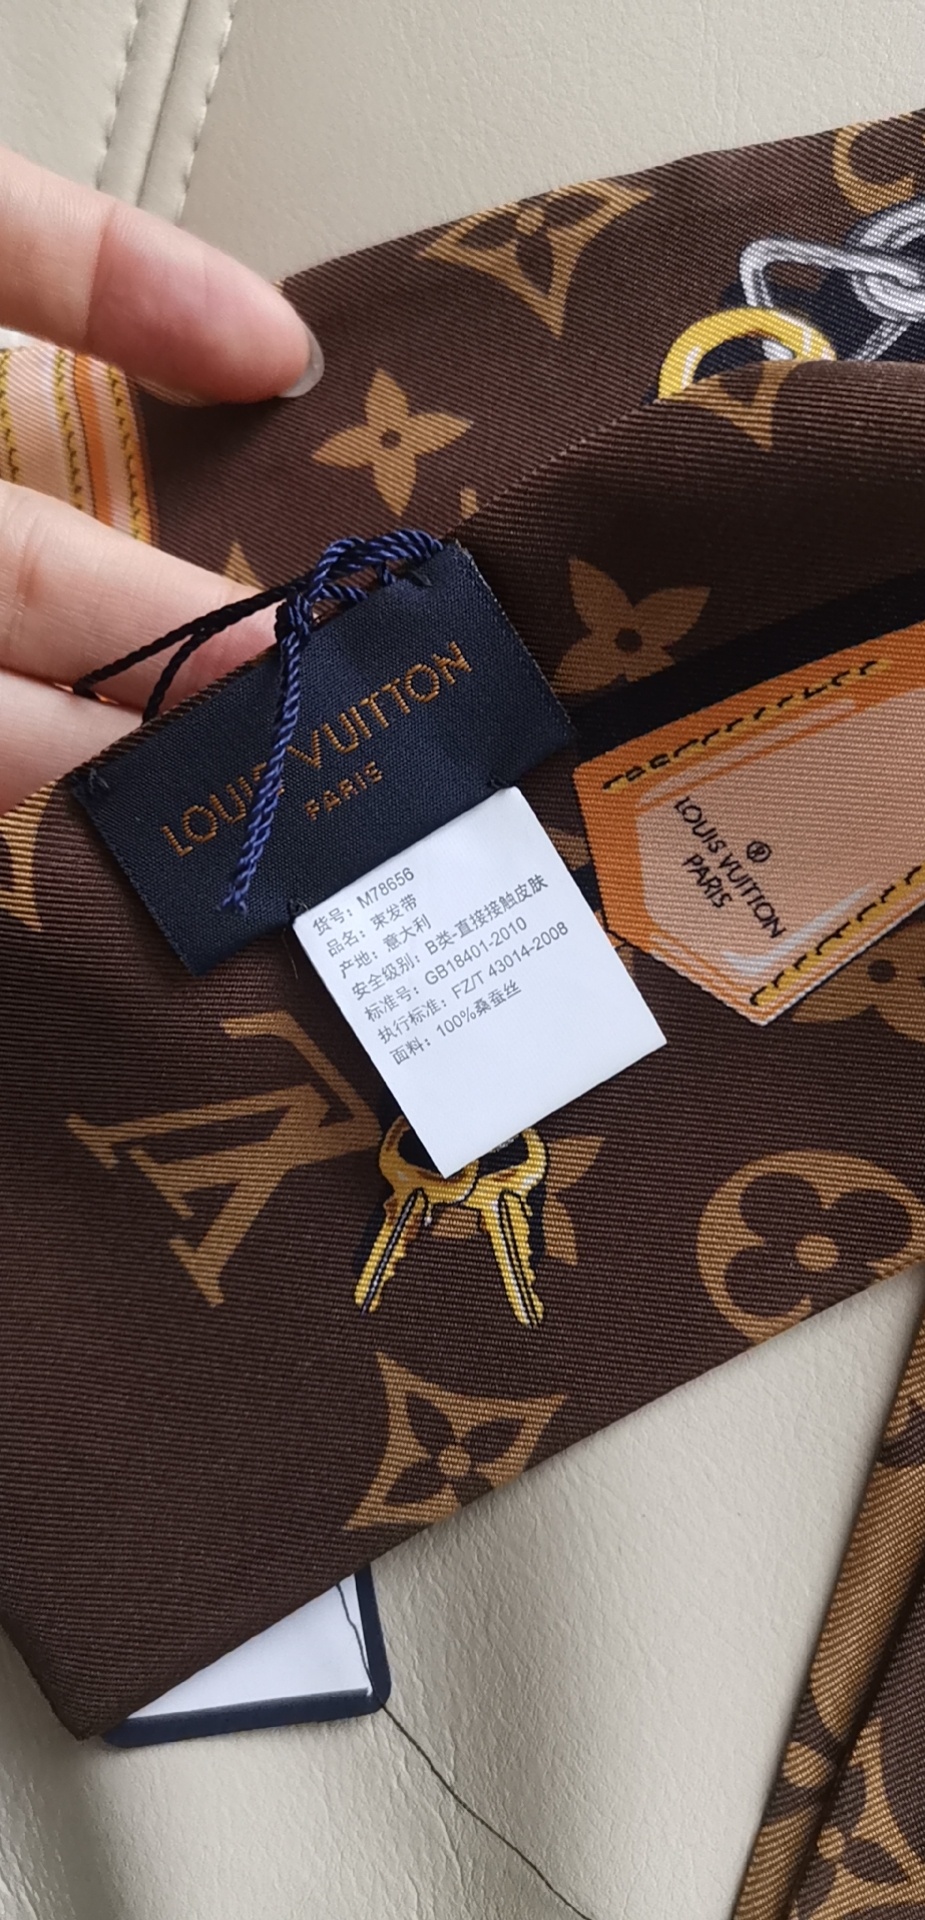 LOUIS VUITTON
PARIS
货号：M78656
品名：束发带
产地：意大利
安全级别：B类-直接接触皮肤
标准号：GB18401-2010
执行标准：FZ/T 43014-2008
面料：100%桑蚕丝
®
LOUIS VUITTON
PARIS